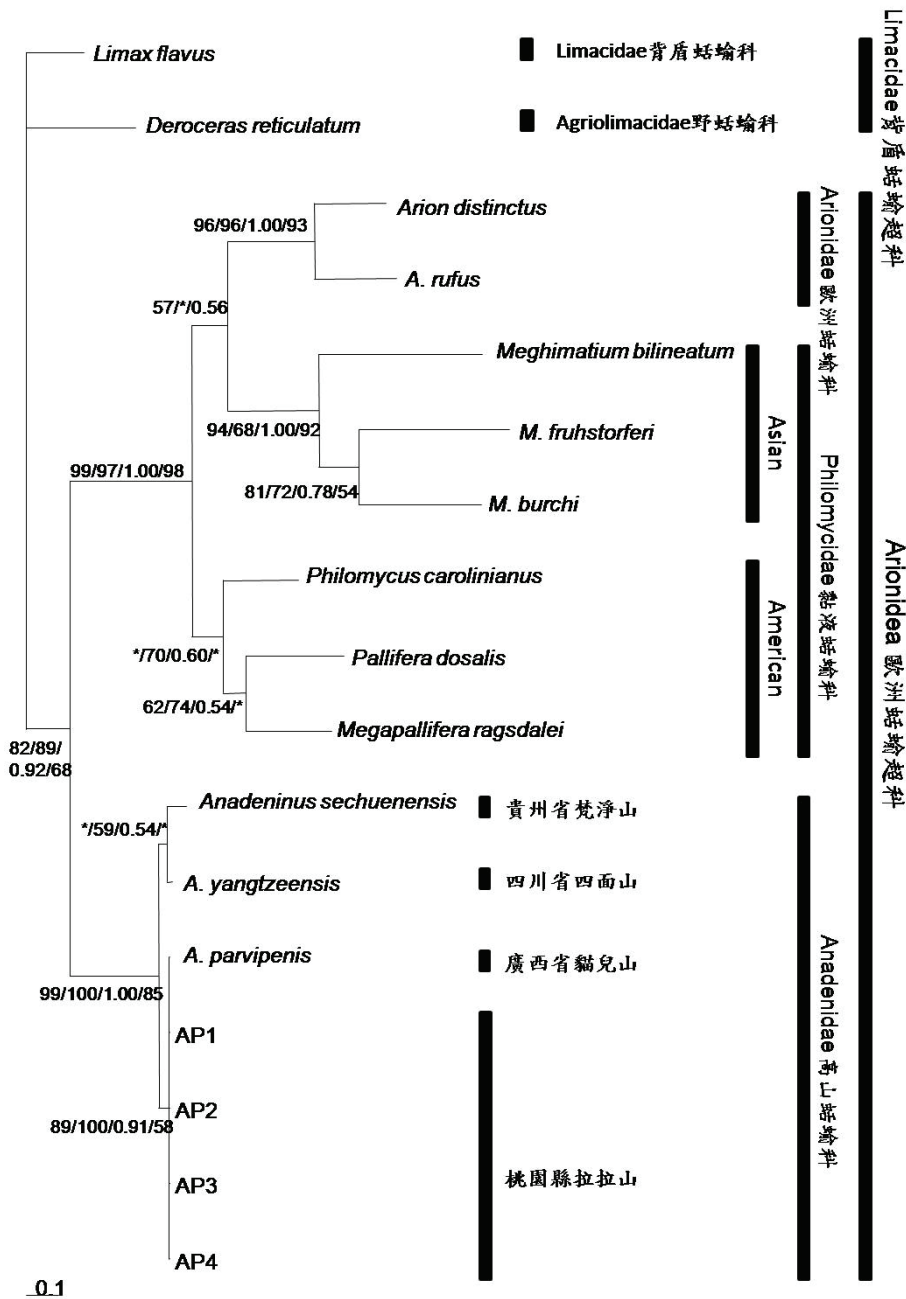 Limax flavus
Limacidae背盾蛞蝓科
Deroceras reticulatum
Agriolimacidae野蛞蝓科
Limacidae背盾蛞蝓超科
Arion distinctus
96/96/1.00/93
A. rufus
Arionidae歐洲蛞蝓科
57/*/0.56
Meghimatium bilineatum
94/68/1.00/92
M. fruhstorferi
81/72/0.78/54
M. burchi
Asian
99/97/1.00/98
Philomycus carolinianus
*/70/0.60/*
Pallifera dosalis
62/74/0.54/*
Megapallifera ragsdalei
American
Philomycidae黏液蛞蝓科
82/89/
0.92/68
Anadeninus sechuenensis
貴州省梵淨山
*/59/0.54/*
A. yangtzeensis
四川省四面山
A. parvipenis
廣西省貓兒山
99/100/1.00/85
AP1
AP2
89/100/0.91/58
AP3
桃園縣拉拉山
AP4
Anadenidae高山蛞蝓科
Arionidea 歐洲蛞蝓超科
0.1